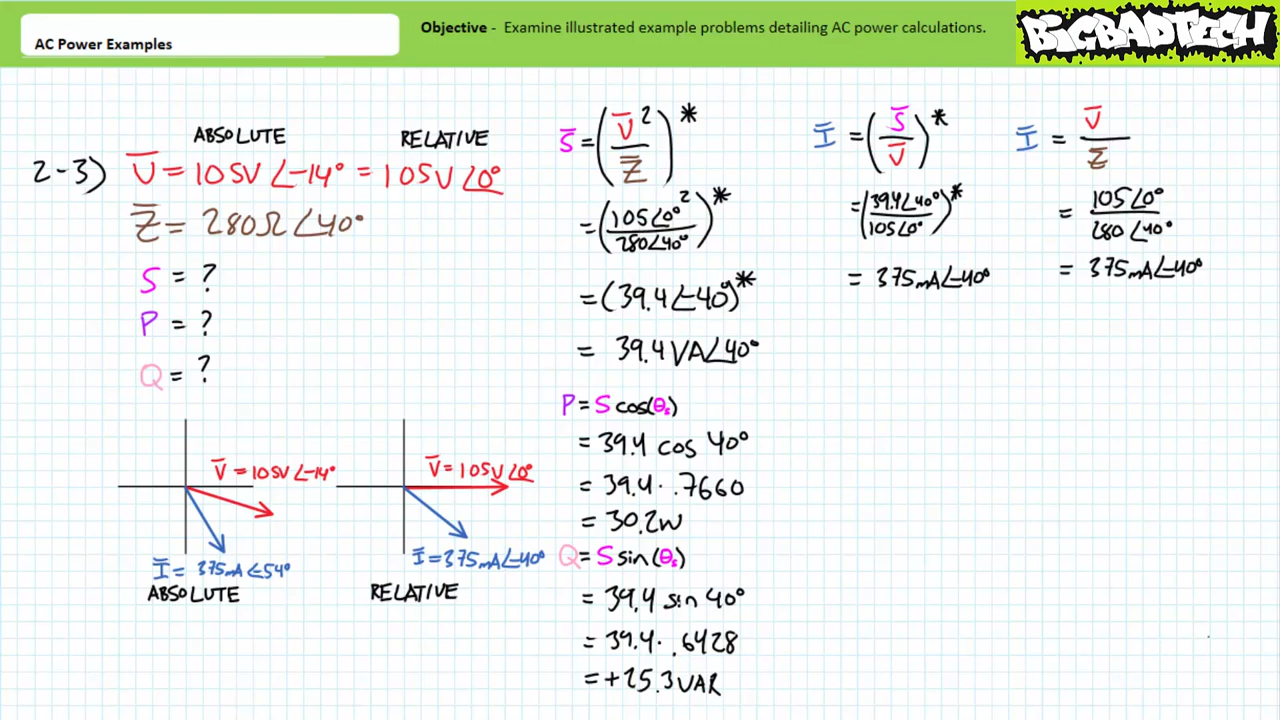 AC Power Examples
Objective - Examine illustrated example problems detailing AC power calculations.
BIGBADTECH
ABSOLUTE RELATIVE
2-3) V̅ = 105V∠-14° = 105V∠0°
Z̅ = 280Ω∠40°
S = ?
P = ?
Q = ?
V̅ = 105V∠-14°
I̅ = 375mA∠-54°
ABSOLUTE
V̅ = 105V∠0°
I̅ = 375mA∠-40°
RELATIVE
S̅ = (V̅²/Z̅)*
= (105∠0°²/280∠40°)*
= (39.4∠-40°)*
= 39.4VA∠40°
P = S cos(θs)
= 39.4 cos 40°
= 39.4 · .7660
= 30.2W
Q = S sin(θs)
= 39.4 sin 40°
= 39.4 · .6428
= +25.3VAR
I̅ = (S̅/V̅)*
= (39.4∠40°/105∠0°)*
= 375mA∠-40°
I̅ = V̅/Z̅
= 105∠0°/280∠40°
= 375mA∠-40°